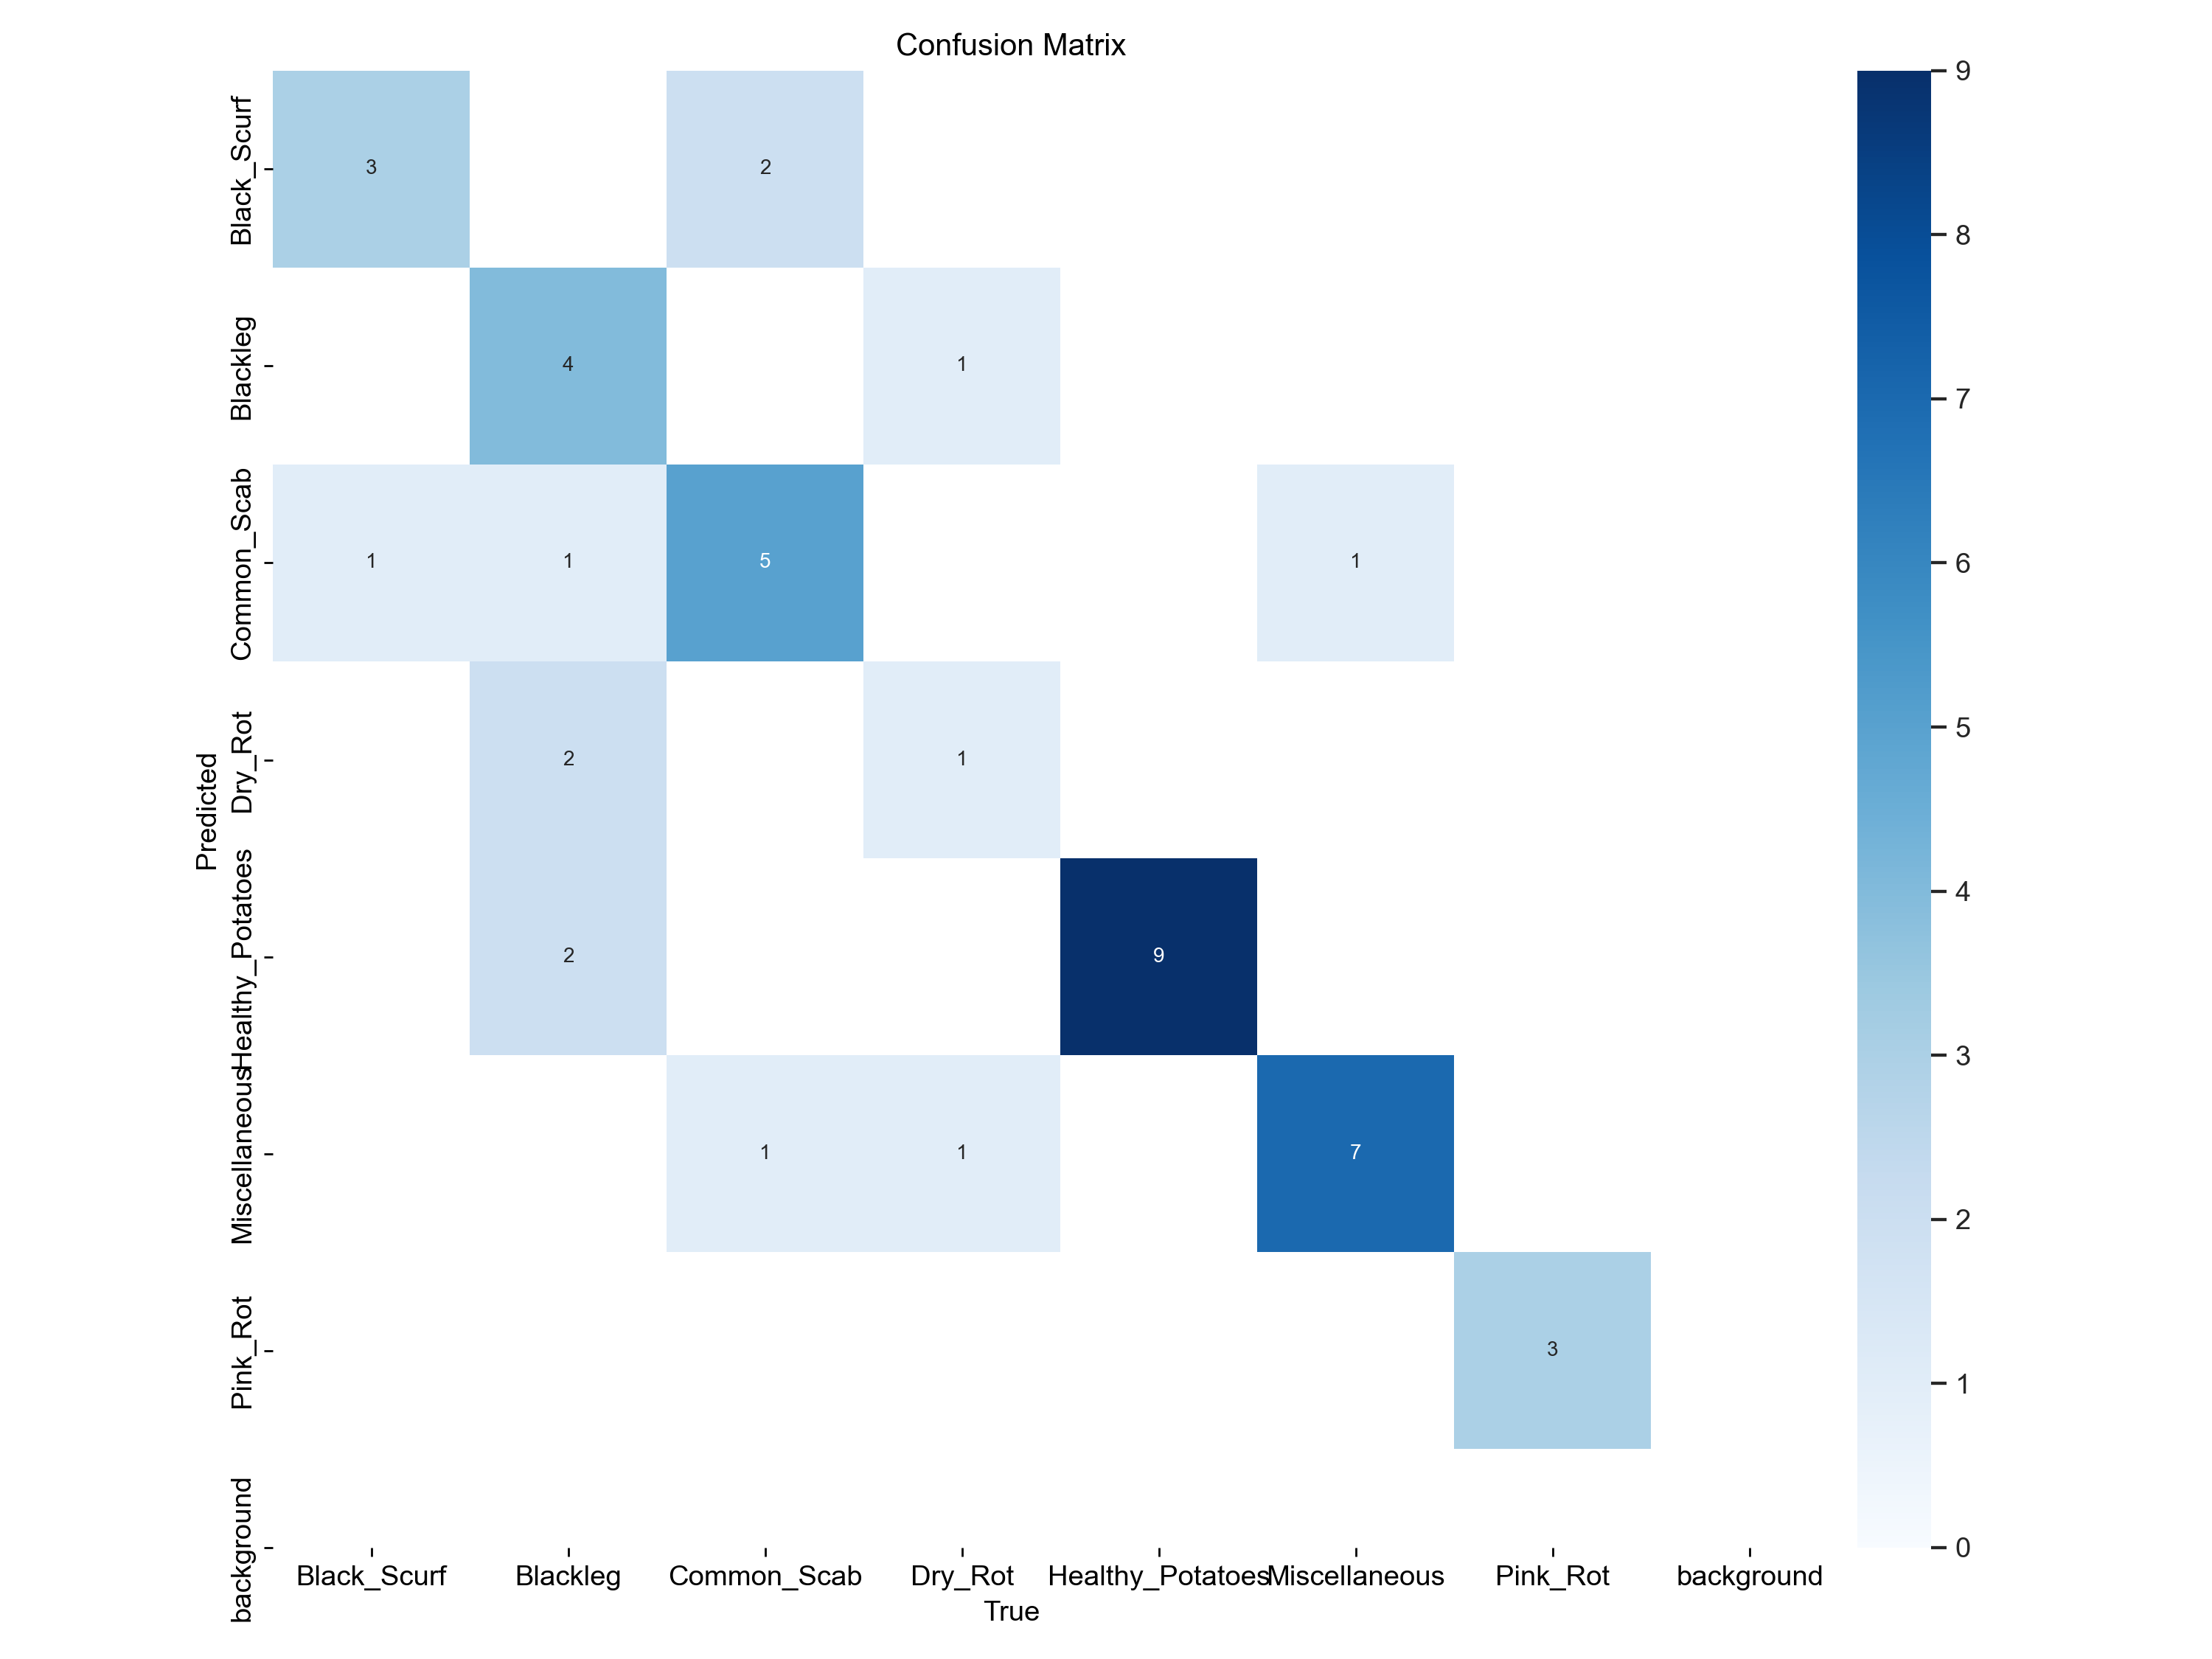 Confusion Matrix
Black_Scurf
3
2
Blackleg
4
1
Common_Scab
1
1
5
1
Dry_Rot
2
1
Healthy_Potatoes
2
9
Miscellaneous
1
1
7
Pink_Rot
3
background
Predicted
Black_Scurf
Blackleg
Common_Scab
Dry_Rot
Healthy_Potatoes
Miscellaneous
Pink_Rot
background
True
9
8
7
6
5
4
3
2
1
0